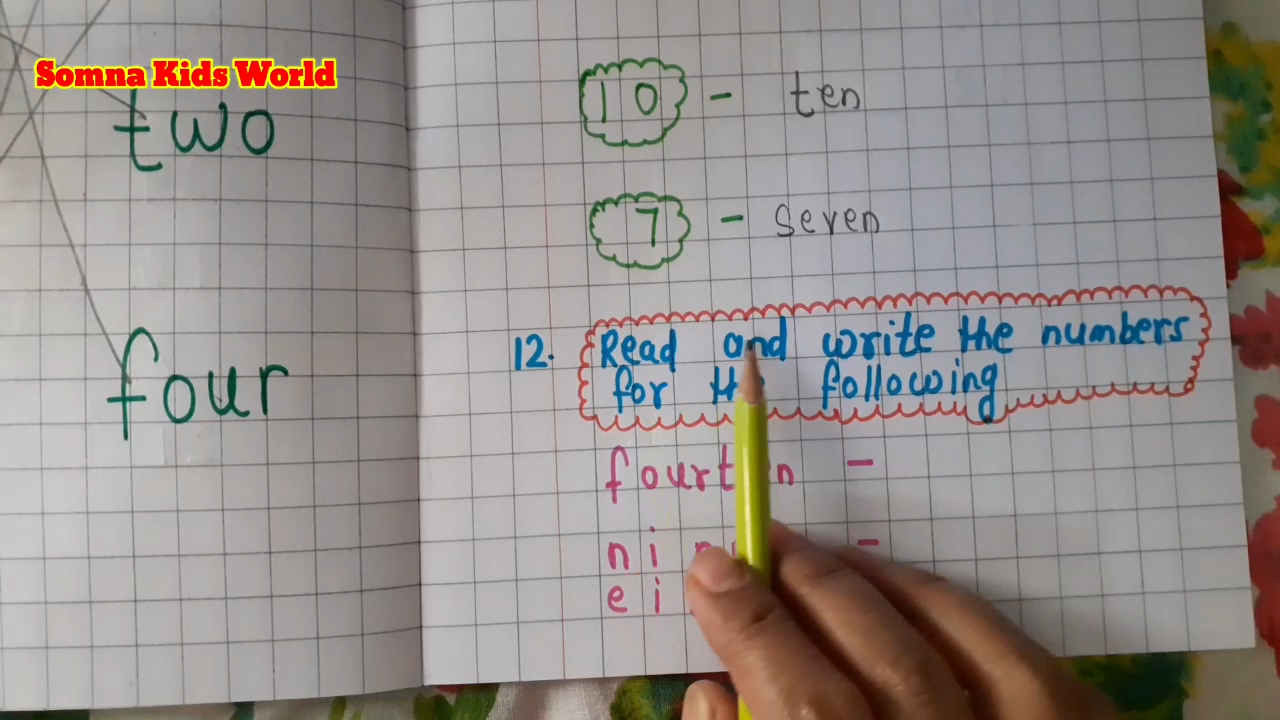 Somna Kids World
two
four
10 - ten
7 - seven
12. Read and write the numbers
for the following
-
-